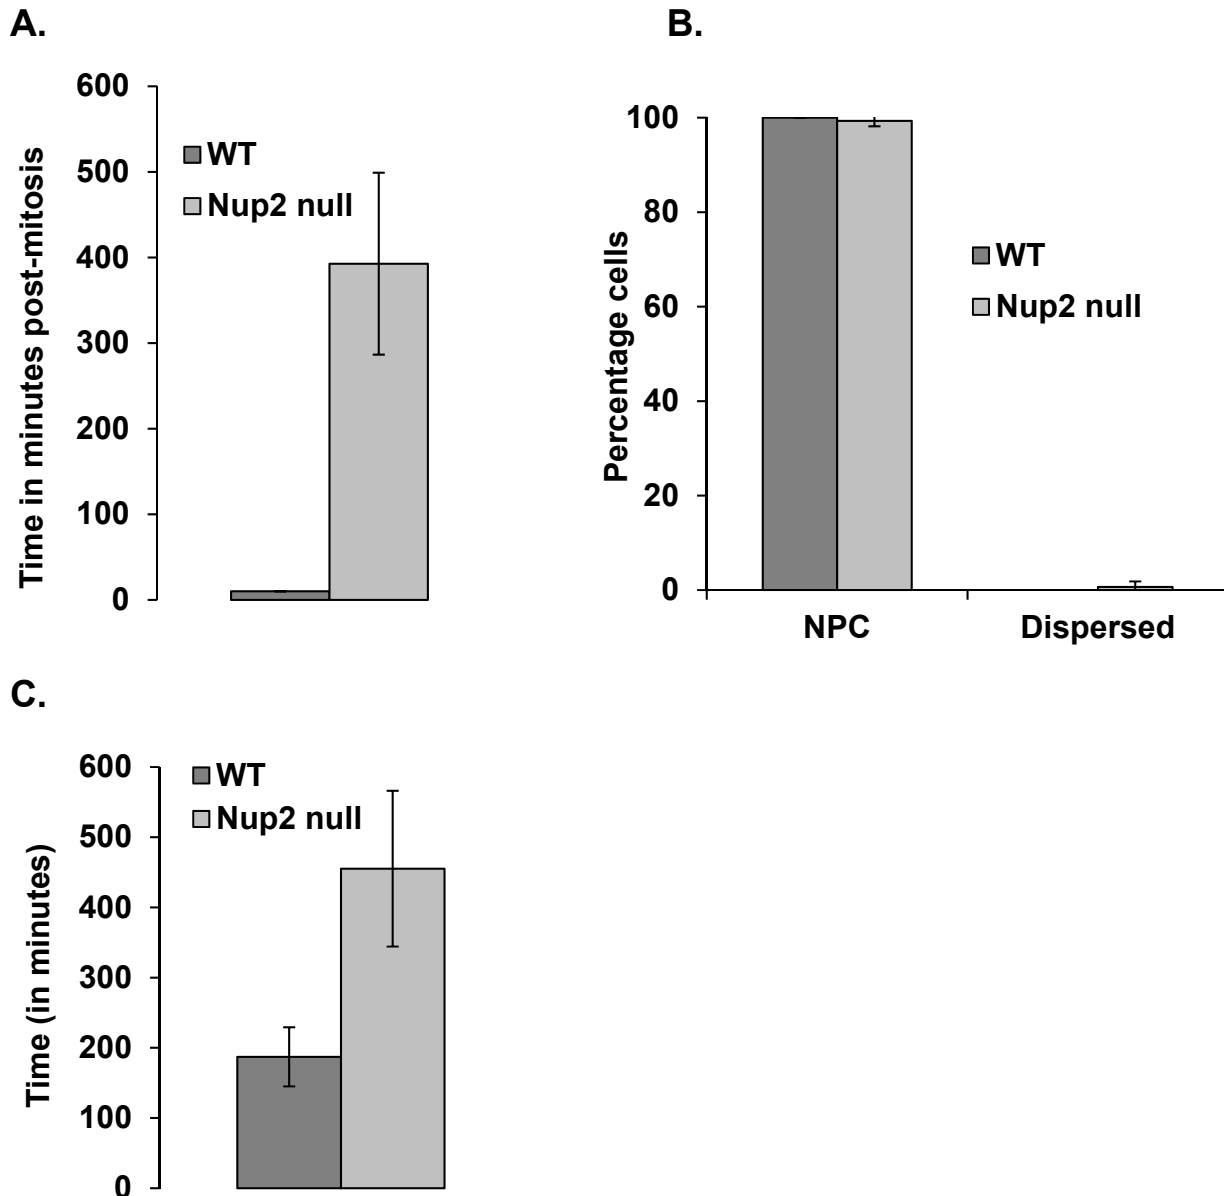 A.
Time in minutes post-mitosis
600
500
400
300
200
100
0
WT
Nup2 null
B.
Percentage cells
100
80
60
40
20
0
WT
Nup2 null
NPC
Dispersed
C.
Time (in minutes)
600
500
400
300
200
100
0
WT
Nup2 null